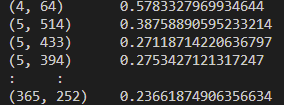 (4, 64)	0.5783327969934644
(5, 514)	0.38758890595233214
(5, 433)	0.27118714220636797
(5, 394)	0.2753427121317247
:	:
(365, 252)	0.23661874906356634